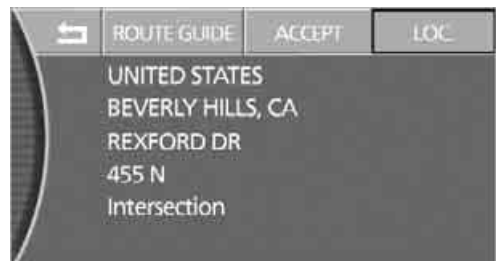 ROUTE GUIDE ACCEPT LOC.
UNITED STATES
BEVERLY HILLS, CA
REXFORD DR
455 N
Intersection